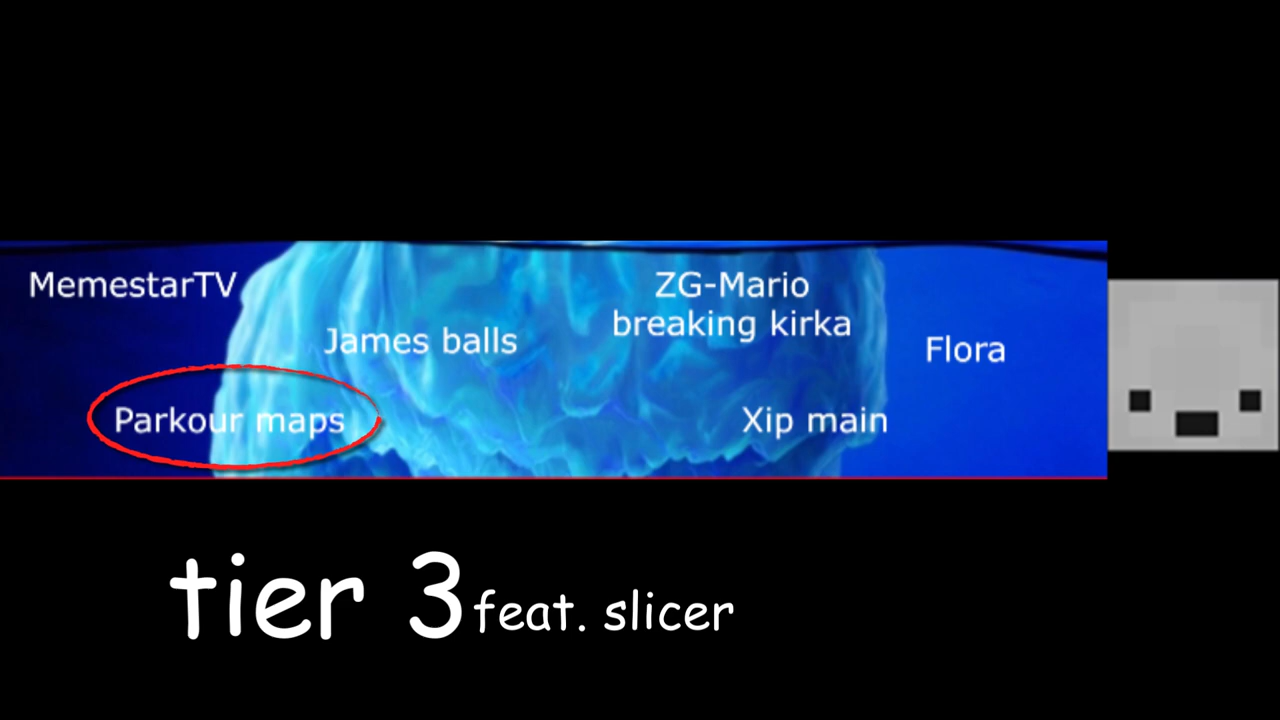 MemestarTV
ZG-Mario
breaking kirka
James balls
Flora
Parkour maps
Xip main
tier 3 feat. slicer